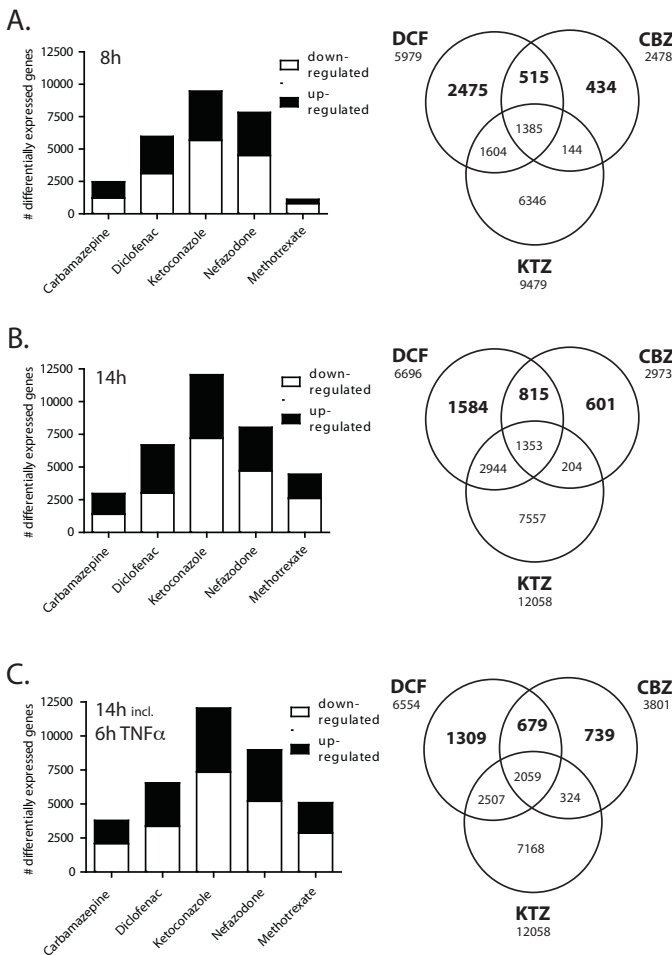 A.
8h
# differentially expressed genes
12500
10000
7500
5000
2500
0
down-
regulated
-
up-
regulated
Carbamazepine
Diclofenac
Ketoconazole
Nefazodone
Methotrexate
DCF
5979
CBZ
2478
2475
515
434
1385
1604
144
6346
KTZ
9479
B.
14h
# differentially expressed genes
12500
10000
7500
5000
2500
0
down-
regulated
-
up-
regulated
Carbamazepine
Diclofenac
Ketoconazole
Nefazodone
Methotrexate
DCF
6696
CBZ
2973
1584
815
601
1353
2944
204
7557
KTZ
12058
C.
14h incl.
6h TNFα
# differentially expressed genes
12500
10000
7500
5000
2500
0
down-
regulated
-
up-
regulated
Carbamazepine
Diclofenac
Ketoconazole
Nefazodone
Methotrexate
DCF
6554
CBZ
3801
1309
679
739
2059
2507
324
7168
KTZ
12058